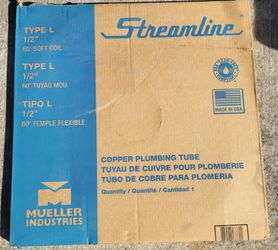 TYPE L
1/2"
60' SOFT COIL
TYPE L
1/2"
60' TUYAU MOU
TIPO L
1/2"
60' TEMPLE FLEXIBLE
Streamline
MADE IN USA
COPPER PLUMBING TUBE
TUYAU DE CUIVRE POUR PLOMBERIE
TUBO DE COBRE PARA PLOMERIA
Quantity / Quantité / Cantidad 1
MUELLER
INDUSTRIES